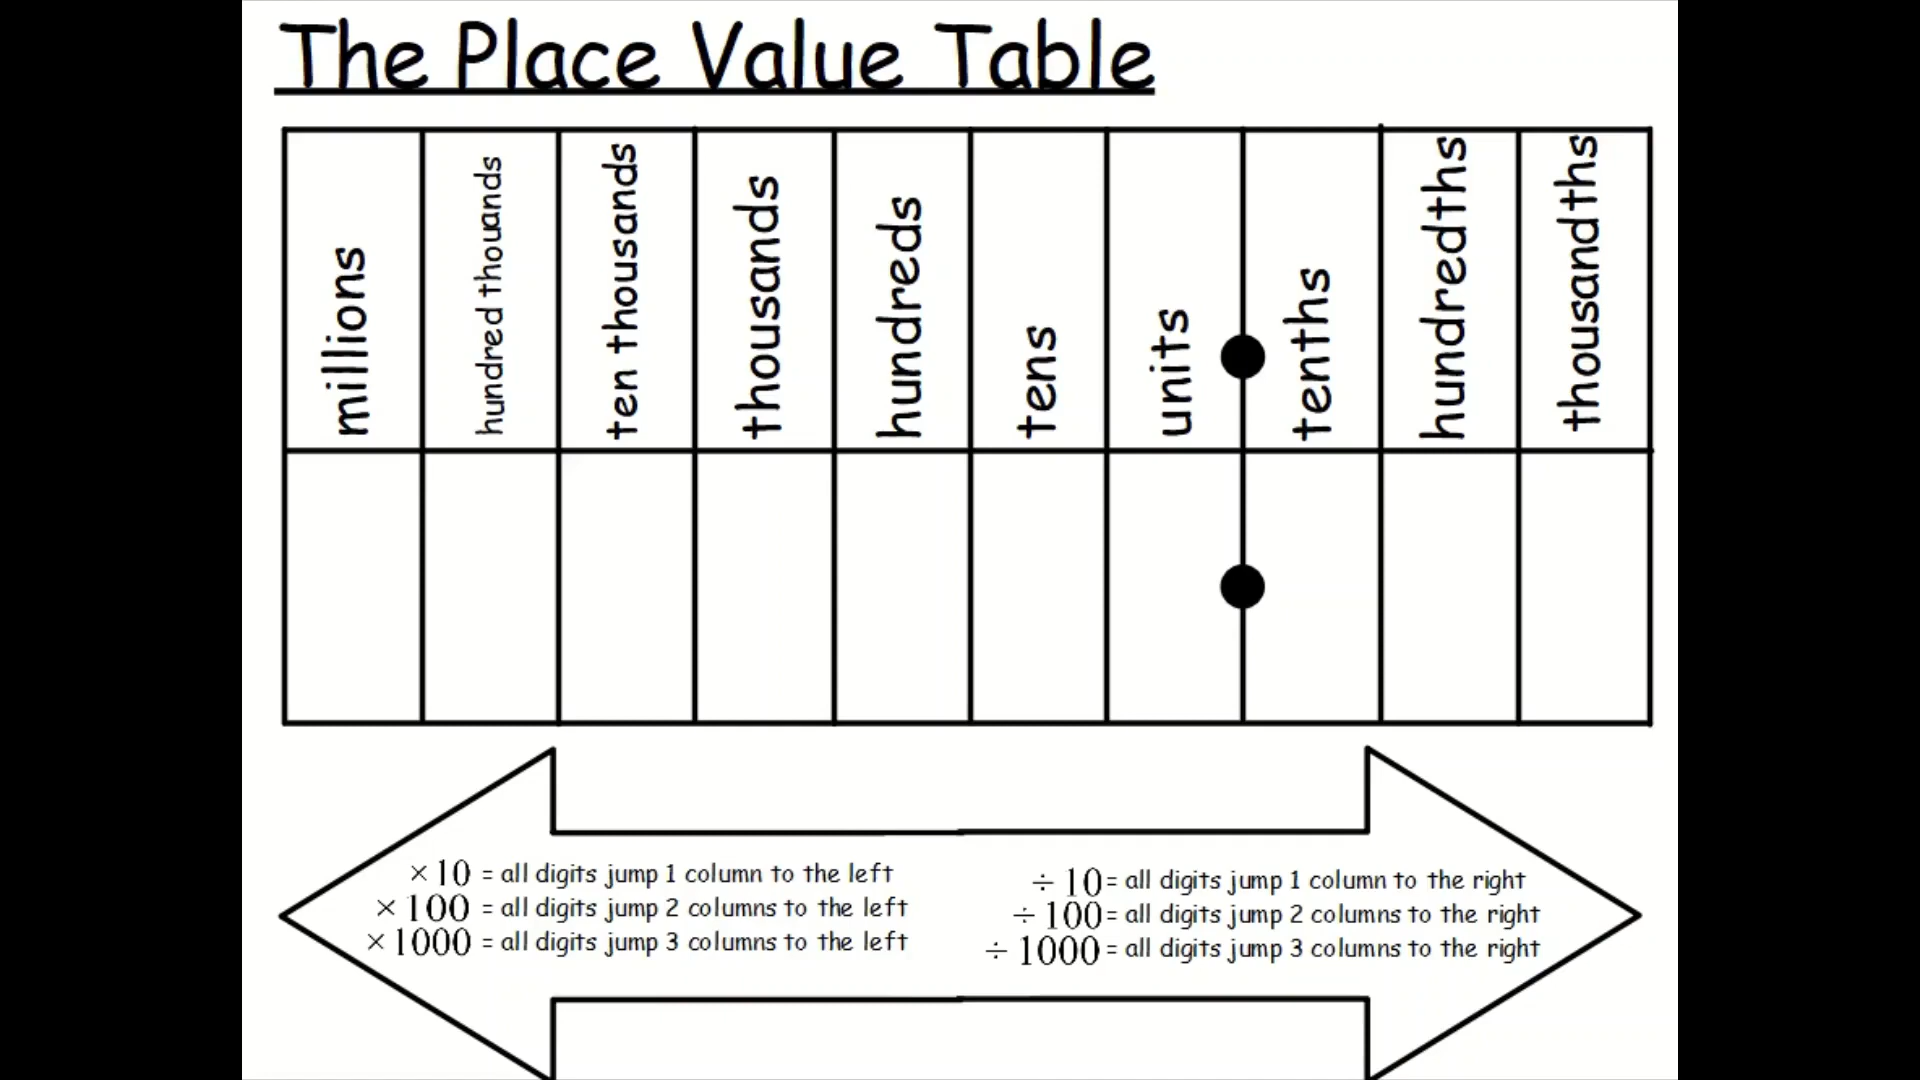 The Place Value Table
millions
hundred thouands
ten thousands
thousands
hundreds
tens
units
tenths
hundredths
thousandths
× 10 = all digits jump 1 column to the left
× 100 = all digits jump 2 columns to the left
× 1000 = all digits jump 3 columns to the left
÷ 10 = all digits jump 1 column to the right
÷ 100 = all digits jump 2 columns to the right
÷ 1000 = all digits jump 3 columns to the right